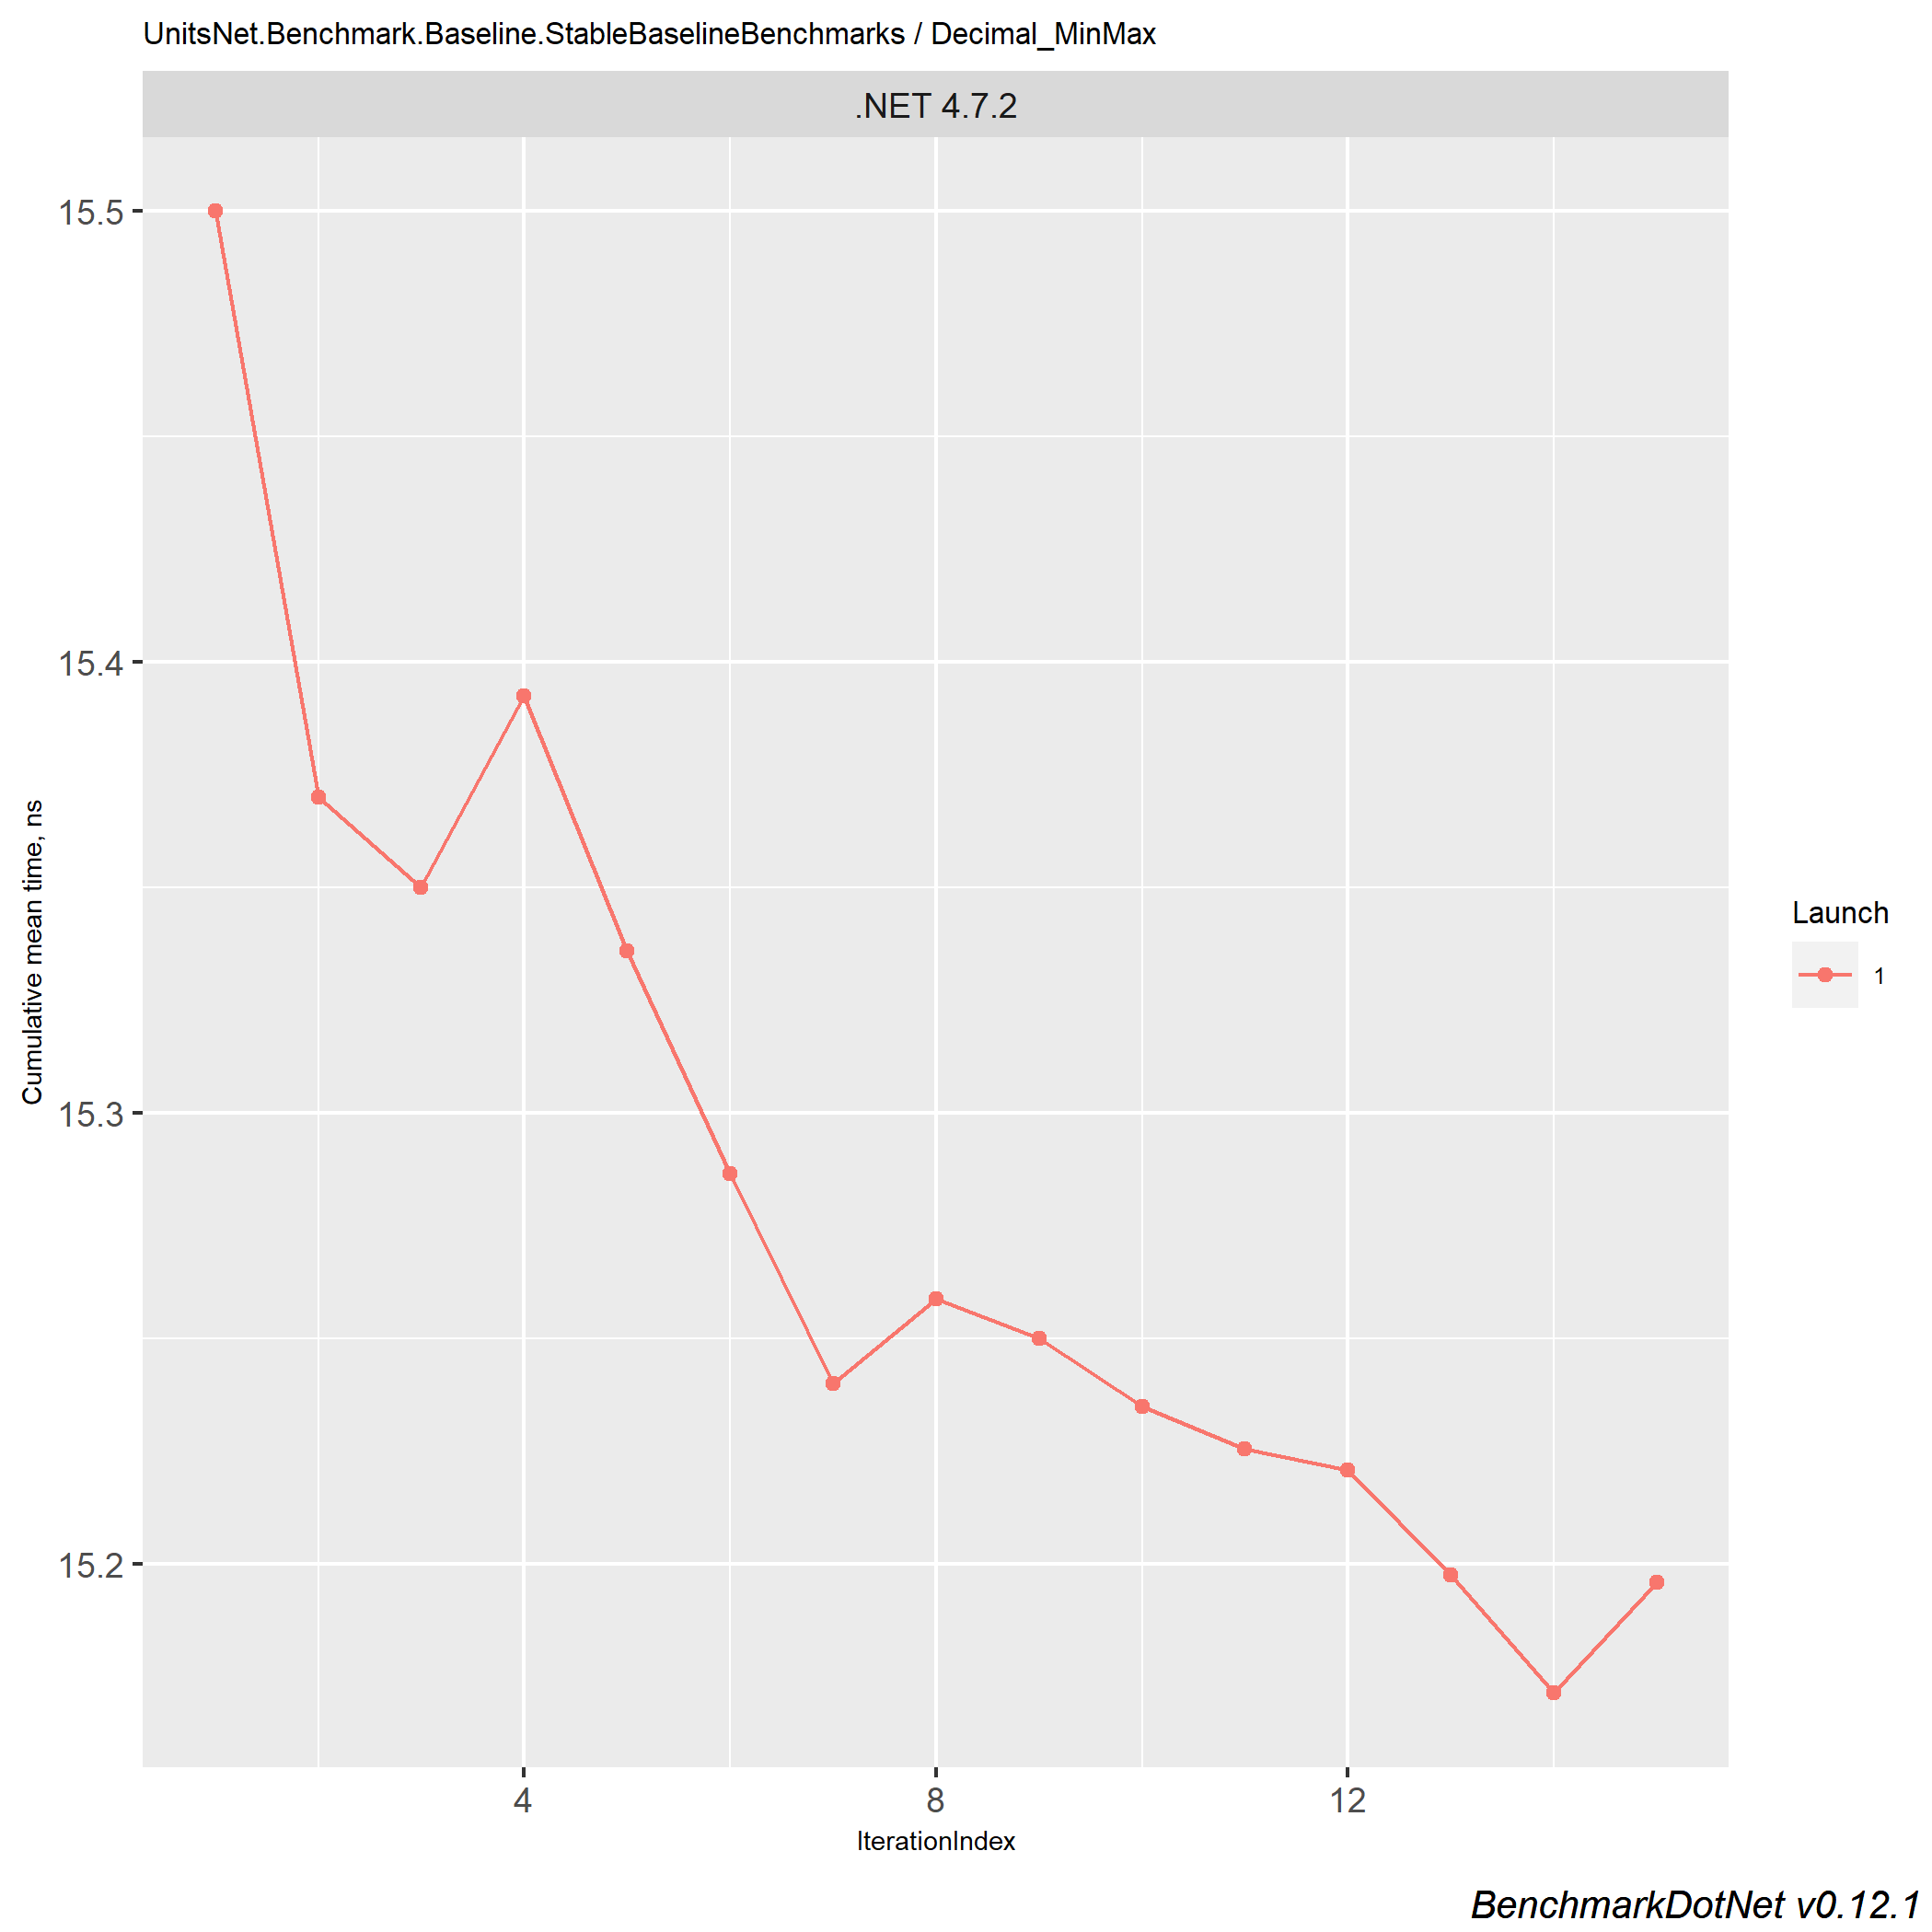 UnitsNet.Benchmark.Baseline.StableBaselineBenchmarks / Decimal_MinMax
.NET 4.7.2
15.5
15.4
15.3
15.2
Cumulative mean time, ns
4 8 12
IterationIndex
Launch
1
BenchmarkDotNet v0.12.1